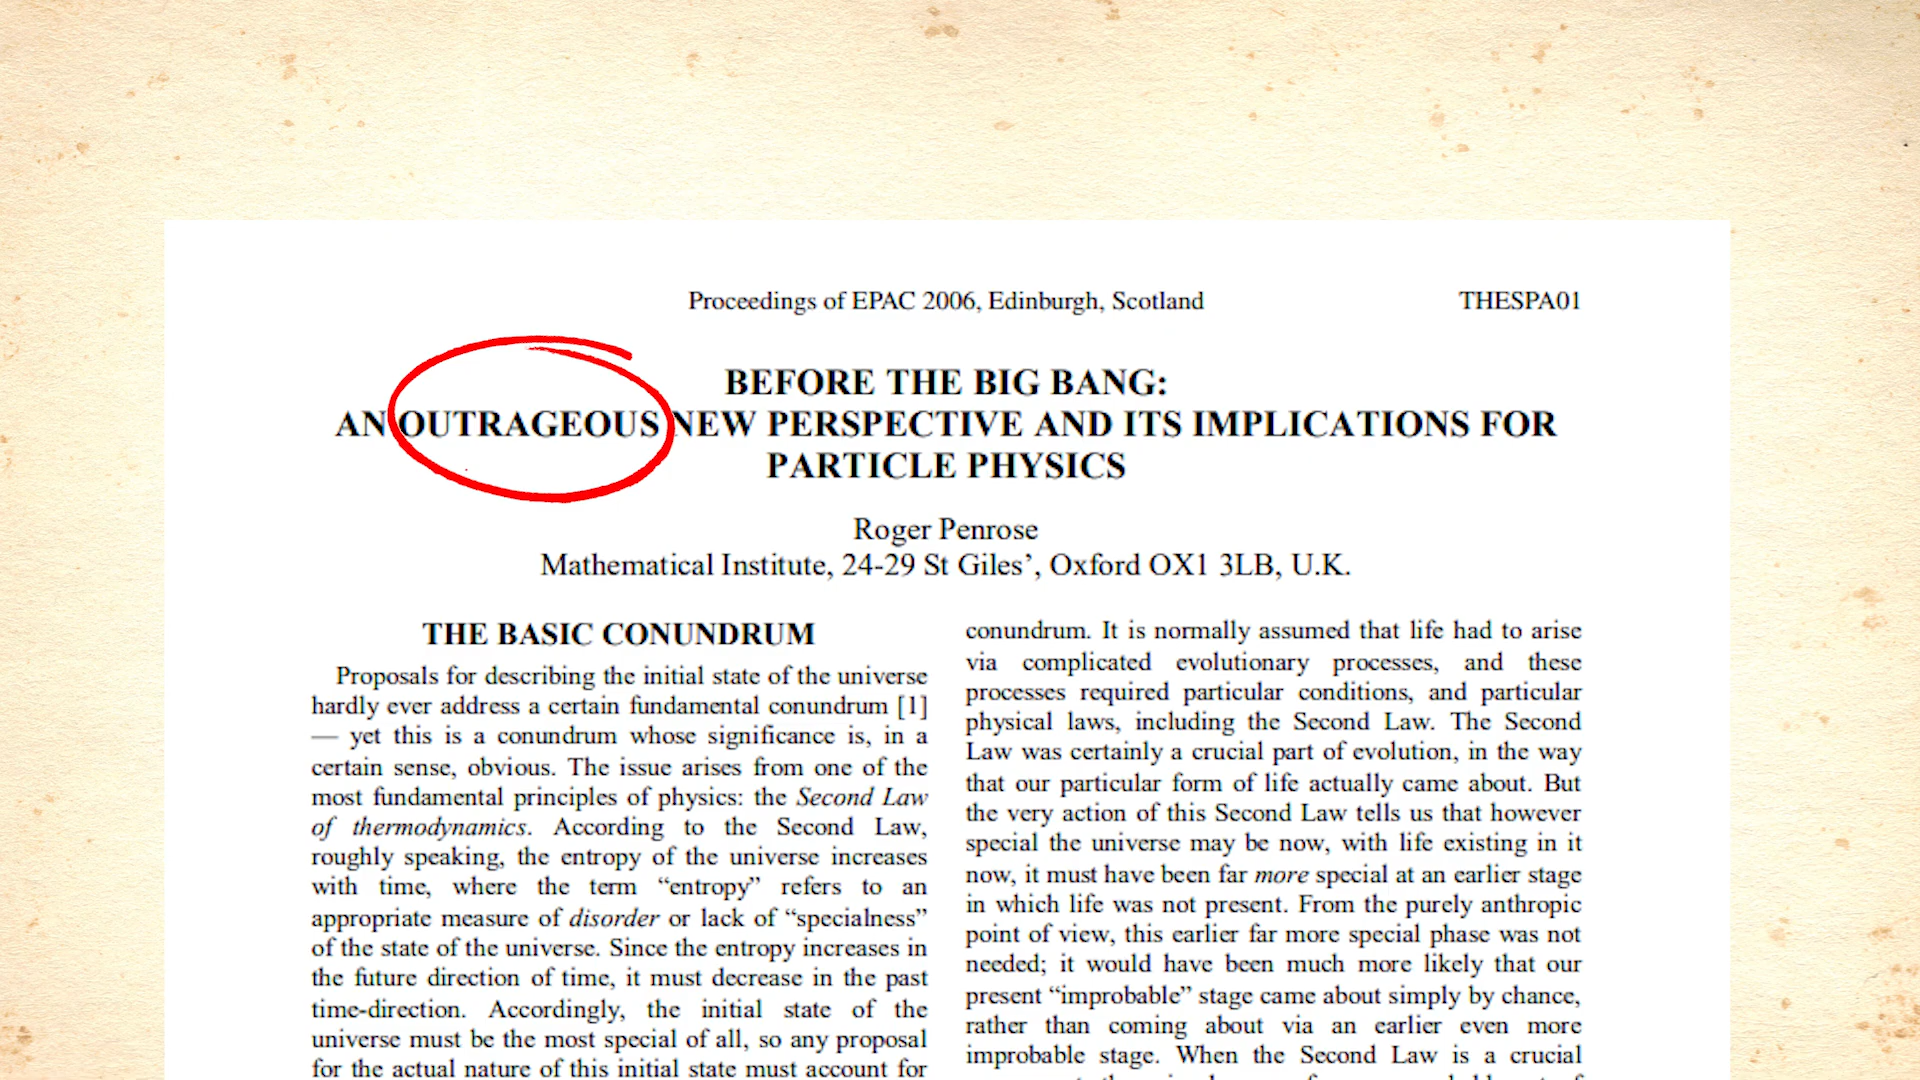 Proceedings of EPAC 2006, Edinburgh, Scotland THESPA01
BEFORE THE BIG BANG:
AN OUTRAGEOUS NEW PERSPECTIVE AND ITS IMPLICATIONS FOR
PARTICLE PHYSICS
Roger Penrose
Mathematical Institute, 24-29 St Giles’, Oxford OX1 3LB, U.K.
THE BASIC CONUNDRUM
Proposals for describing the initial state of the universe
hardly ever address a certain fundamental conundrum [1]
— yet this is a conundrum whose significance is, in a
certain sense, obvious. The issue arises from one of the
most fundamental principles of physics: the Second Law
of thermodynamics. According to the Second Law,
roughly speaking, the entropy of the universe increases
with time, where the term “entropy” refers to an
appropriate measure of disorder or lack of “specialness”
of the state of the universe. Since the entropy increases in
the future direction of time, it must decrease in the past
time-direction. Accordingly, the initial state of the
universe must be the most special of all, so any proposal
for the actual nature of this initial state must account for
conundrum. It is normally assumed that life had to arise
via complicated evolutionary processes, and these
processes required particular conditions, and particular
physical laws, including the Second Law. The Second
Law was certainly a crucial part of evolution, in the way
that our particular form of life actually came about. But
the very action of this Second Law tells us that however
special the universe may be now, with life existing in it
now, it must have been far more special at an earlier stage
in which life was not present. From the purely anthropic
point of view, this earlier far more special phase was not
needed; it would have been much more likely that our
present “improbable” stage came about simply by chance,
rather than coming about via an earlier even more
improbable stage. When the Second Law is a crucial